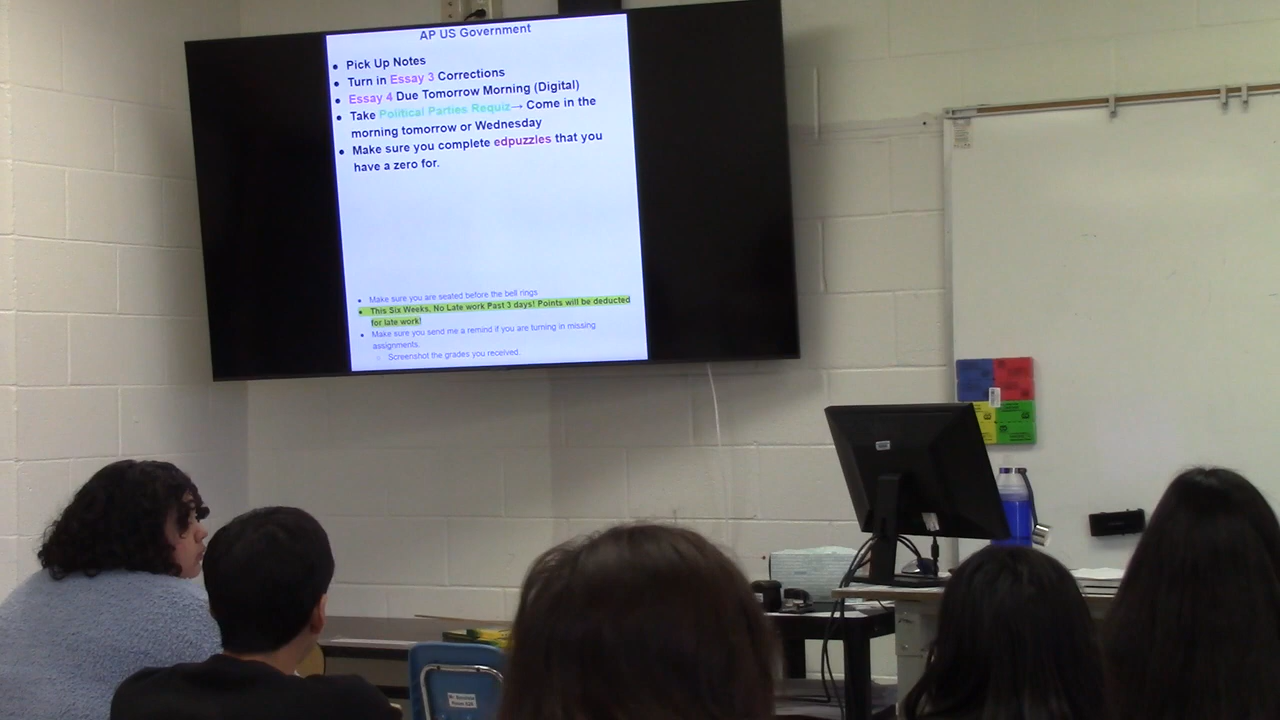 AP US Government
• Pick Up Notes
• Turn in Essay 3 Corrections
• Essay 4 Due Tomorrow Morning (Digital)
• Take Political Parties Requiz→ Come in the
morning tomorrow or Wednesday
• Make sure you complete edpuzzles that you
have a zero for.
• Make sure you are seated before the bell rings.
• This Six Weeks, No Late work Past 3 days! Points will be deducted
for late work!
• Make sure you send me a remind if you are turning in missing
assignments.
○ Screenshot the grades you received.